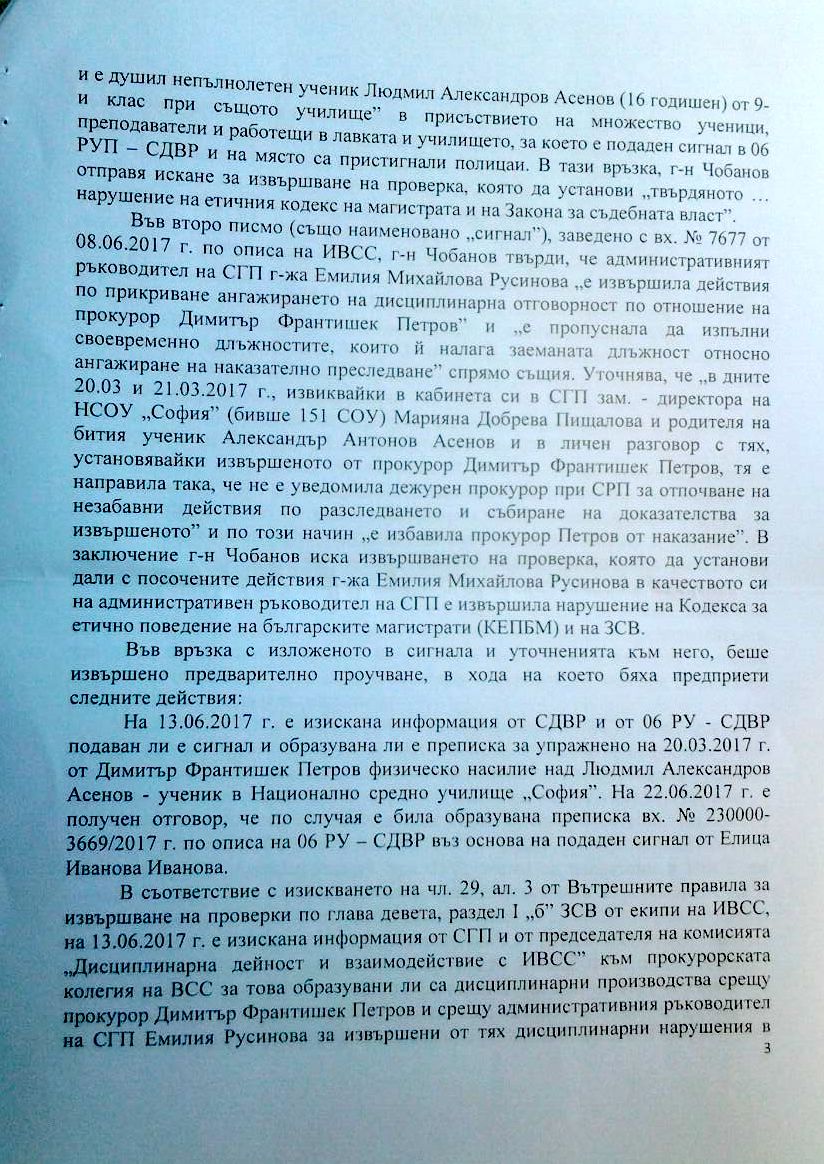 и е душил непълнолетен ученик Людмил Александров Асенов (16 годишен) от 9-
и клас при същото училище” в присъствието на множество ученици,
преподаватели и работещи в лавката и училището, за което е подаден сигнал в 06
РУП – СДВР и на място са пристигнали полицаи. В тази връзка, г-н Чобанов
отправя искане за извършване на проверка, която да установи „твърдяното …
нарушение на етичния кодекс на магистрата и на Закона за съдебната власт”.
Във второ писмо (също наименовано „сигнал”), заведено с вх. № 7677 от
08.06.2017 г. по описа на ИВСС, г-н Чобанов твърди, че административният
ръководител на СГП г-жа Емилия Михайлова Русинова „е извършила действия
по прикриване ангажирането на дисциплинарна отговорност по отношение на
прокурор Димитър Франтишек Петров” и „е пропуснала да изпълни
своевременно длъжностите, които й налага заеманата длъжност относно
ангажиране на наказателно преследване” спрямо същия. Уточнява, че „в дните
20.03 и 21.03.2017 г., извиквайки в кабинета си в СГП зам. - директора на
НСОУ „София” (бивше 151 СОУ) Марияна Добрева Пищалова и родителя на
бития ученик Александър Антонов Асенов и в личен разговор с тях,
установявайки извършеното от прокурор Димитър Франтишек Петров, тя е
направила така, че не е уведомила дежурен прокурор при СРП за отпочване на
незабавни действия по разследването и събиране на доказателства за
извършеното” и по този начин „е избавила прокурор Петров от наказание”. В
заключение г-н Чобанов иска извършването на проверка, която да установи
дали с посочените действия г-жа Емилия Михайлова Русинова в качеството си
на административен ръководител на СГП е извършила нарушение на Кодекса за
етично поведение на българските магистрати (КЕПБМ) и на ЗСВ.
Във връзка с изложеното в сигнала и уточненията към него, беше
извършено предварително проучване, в хода на което бяха предприети
следните действия:
На 13.06.2017 г. е изискана информация от СДВР и от 06 РУ - СДВР
подаван ли е сигнал и образувана ли е преписка за упражнено на 20.03.2017 г.
от Димитър Франтишек Петров физическо насилие над Людмил Александров
Асенов - ученик в Национално средно училище „София”. На 22.06.2017 г. е
получен отговор, че по случая е била образувана преписка вх. № 230000-
3669/2017 г. по описа на 06 РУ – СДВР въз основа на подаден сигнал от Елица
Иванова Иванова.
В съответствие с изискването на чл. 29, ал. 3 от Вътрешните правила за
извършване на проверки по глава девета, раздел I „б” ЗСВ от екипи на ИВСС,
на 13.06.2017 г. е изискана информация от СГП и от председателя на комисията
„Дисциплинарна дейност и взаимодействие с ИВСС” към прокурорската
колегия на ВСС за това образувани ли са дисциплинарни производства срещу
прокурор Димитър Франтишек Петров и срещу административния ръководител
на СГП Емилия Русинова за извършени от тях дисциплинарни нарушения в
3